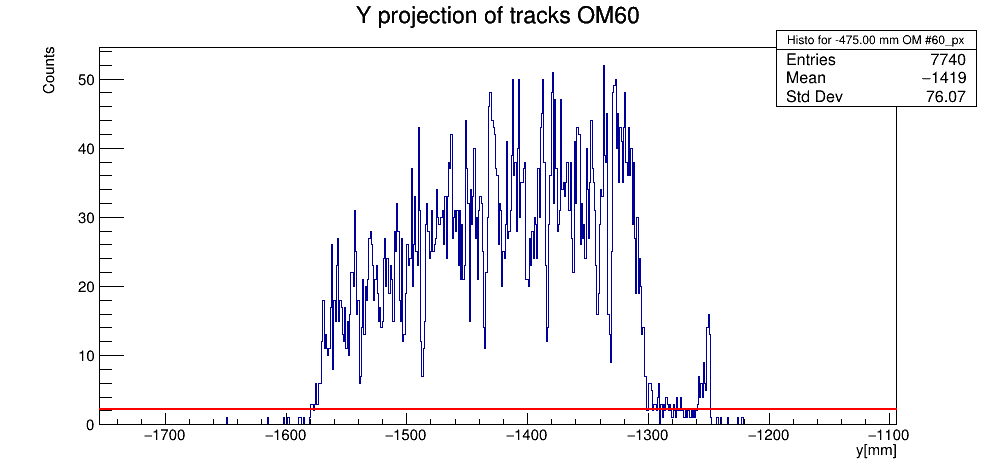 Y projection of tracks OM60
Histo for -475.00 mm OM #60_px
Entries 7740
Mean −1419
Std Dev 76.07
Counts
50
40
30
20
10
0
−1700 −1600 −1500 −1400 −1300 −1200 −1100
y[mm]